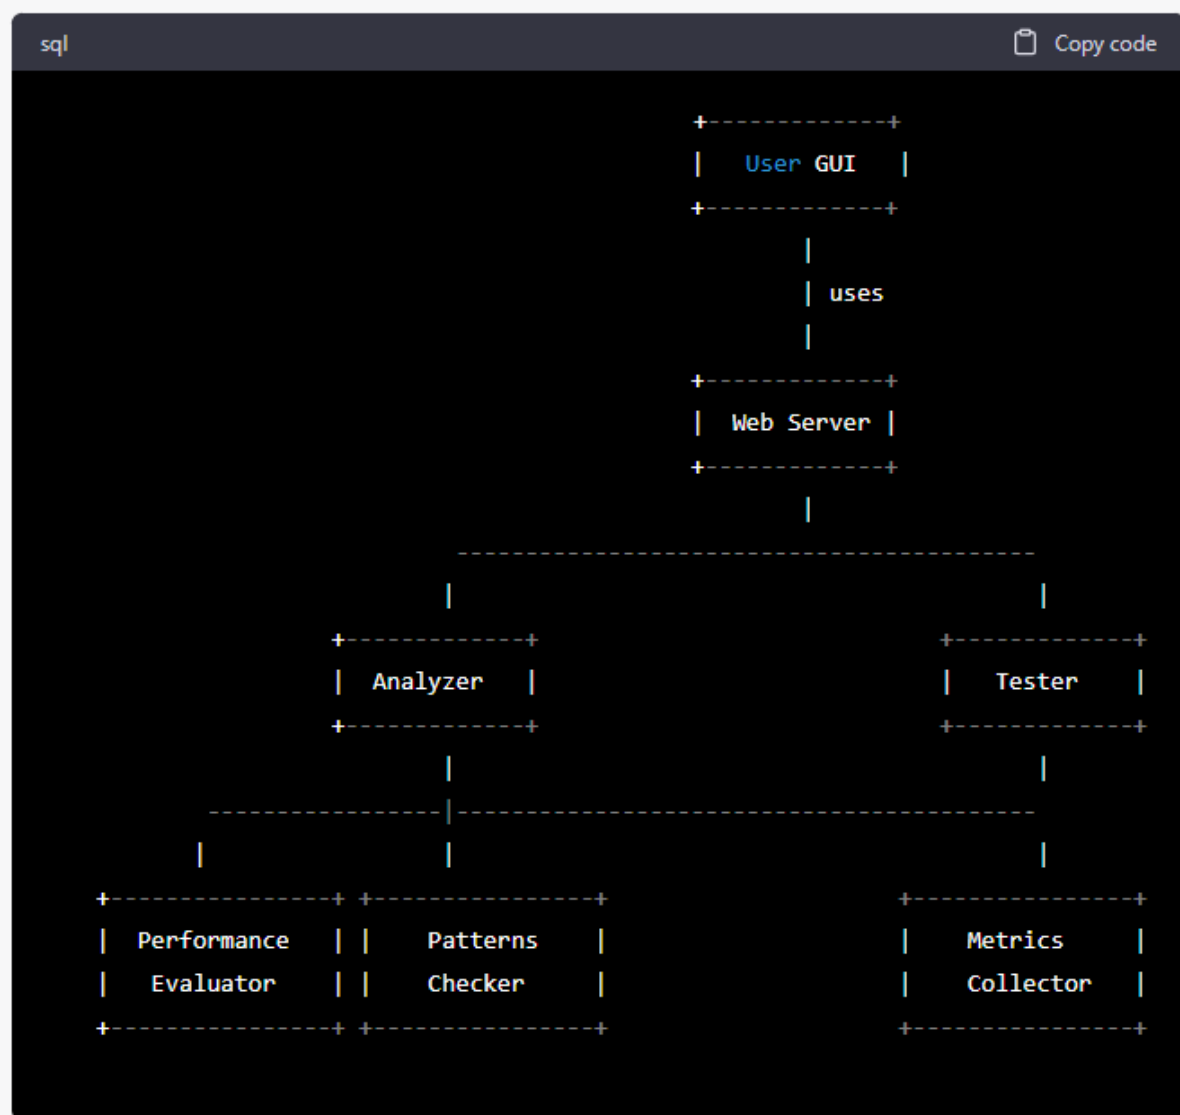 sql Copy code
+-------------+
| User GUI |
+-------------+
|
| uses
|
+-------------+
| Web Server |
+-------------+
|
------------------------------------------
| |
+-------------+ +-------------+
| Analyzer | | Tester |
+-------------+ +-------------+
| |
-----------------|------------------------------------------
| | |
+----------------+ +----------------+ +----------------+
| Performance | | Patterns | | Metrics |
| Evaluator | | Checker | | Collector |
+----------------+ +----------------+ +----------------+